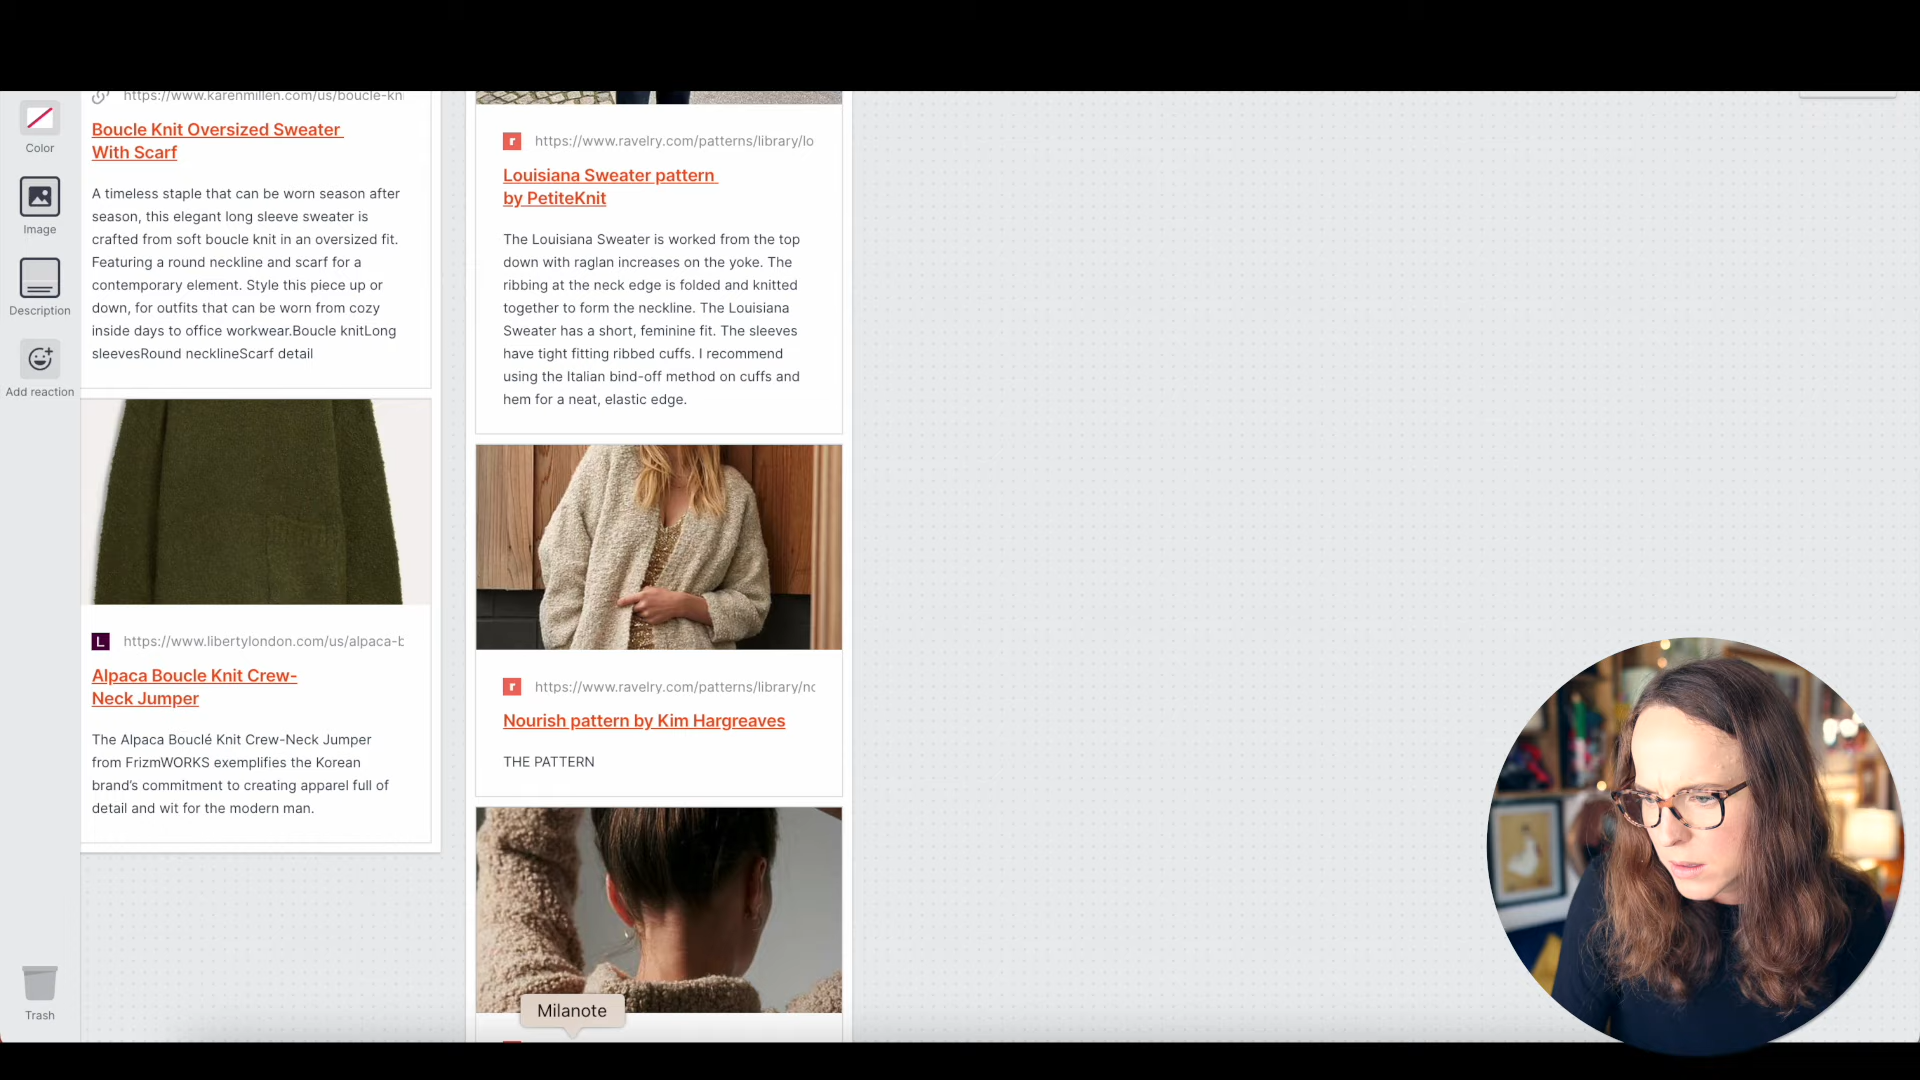 Color
Image
Description
Add reaction
Trash
https://www.karenmillen.com/us/boucle-kn
Boucle Knit Oversized Sweater
With Scarf
A timeless staple that can be worn season after
season, this elegant long sleeve sweater is
crafted from soft boucle knit in an oversized fit.
Featuring a round neckline and scarf for a
contemporary element. Style this piece up or
down, for outfits that can be worn from cozy
inside days to office workwear.Boucle knitLong
sleevesRound necklineScarf detail
L https://www.libertylondon.com/us/alpaca-b
Alpaca Boucle Knit Crew-
Neck Jumper
The Alpaca Bouclé Knit Crew-Neck Jumper
from FrizmWORKS exemplifies the Korean
brand's commitment to creating apparel full of
detail and wit for the modern man.
r https://www.ravelry.com/patterns/library/lo
Louisiana Sweater pattern
by PetiteKnit
The Louisiana Sweater is worked from the top
down with raglan increases on the yoke. The
ribbing at the neck edge is folded and knitted
together to form the neckline. The Louisiana
Sweater has a short, feminine fit. The sleeves
have tight fitting ribbed cuffs. I recommend
using the Italian bind-off method on cuffs and
hem for a neat, elastic edge.
r https://www.ravelry.com/patterns/library/no
Nourish pattern by Kim Hargreaves
THE PATTERN
Milanote